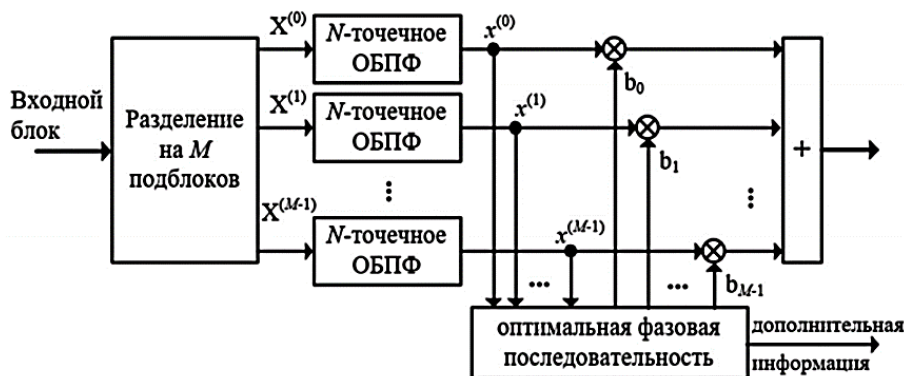 Входной
блок
Разделение
на M
подблоков
X⁽⁰⁾
N-точечное
ОБПФ
x⁽⁰⁾
b₀
X⁽¹⁾
N-точечное
ОБПФ
x⁽¹⁾
b₁
...
...
X⁽ᴹ⁻¹⁾
N-точечное
ОБПФ
x⁽ᴹ⁻¹⁾
b_{M-1}
...
...
+
оптимальная фазовая
последовательность
дополнительная
информация